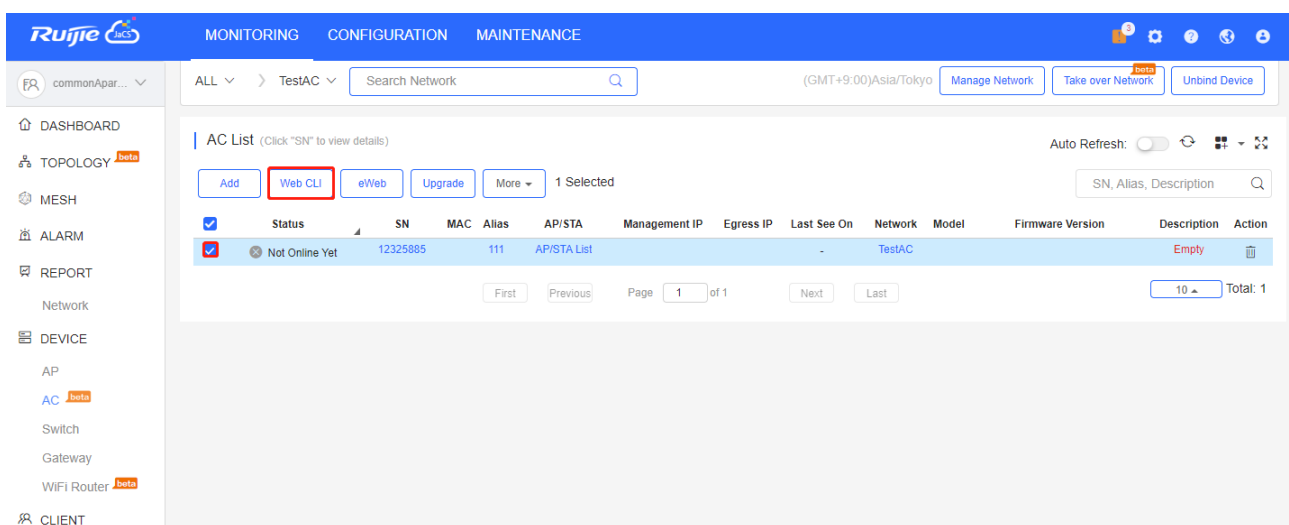 Ruijie JaCS MONITORING CONFIGURATION MAINTENANCE 3
FR commonApar... ALL TestAC Search Network (GMT+9:00)Asia/Tokyo Manage Network Take over Network beta Unbind Device
DASHBOARD
TOPOLOGY beta
MESH
ALARM
REPORT
Network
DEVICE
AP
AC beta
Switch
Gateway
WiFi Router beta
CLIENT
AC List (Click "SN" to view details) Auto Refresh:
Add Web CLI eWeb Upgrade More 1 Selected SN, Alias, Description
Status SN MAC Alias AP/STA Management IP Egress IP Last See On Network Model Firmware Version Description Action
Not Online Yet 12325885 111 AP/STA List - TestAC Empty
First Previous Page 1 of 1 Next Last 10 Total: 1